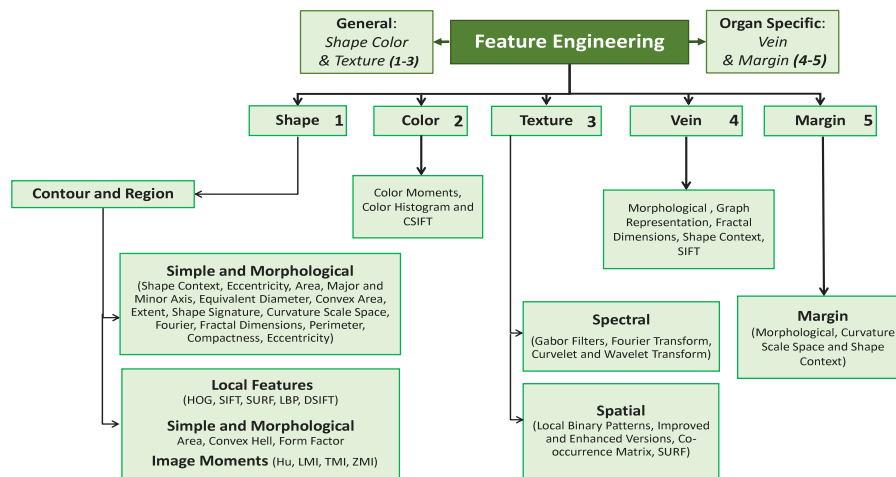 General:
Shape Color
& Texture (1-3)
Feature Engineering
Organ Specific:
Vein
& Margin (4-5)
Shape 1
Color 2
Texture 3
Vein 4
Margin 5
Contour and Region
Color Moments,
Color Histogram and
CSIFT
Morphological , Graph
Representation, Fractal
Dimensions, Shape Context,
SIFT
Simple and Morphological
(Shape Context, Eccentricity, Area, Major and
Minor Axis, Equivalent Diameter, Convex Area,
Extent, Shape Signature, Curvature Scale Space,
Fourier, Fractal Dimensions, Perimeter,
Compactness, Eccentricity)
Spectral
(Gabor Filters, Fourier Transform,
Curvelet and Wavelet Transform)
Margin
(Morphological, Curvature
Scale Space and Shape
Context)
Local Features
(HOG, SIFT, SURF, LBP, DSIFT)
Simple and Morphological
Area, Convex Hell, Form Factor
Image Moments (Hu, LMI, TMI, ZMI)
Spatial
(Local Binary Patterns, Improved
and Enhanced Versions, Co-
occurrence Matrix, SURF)